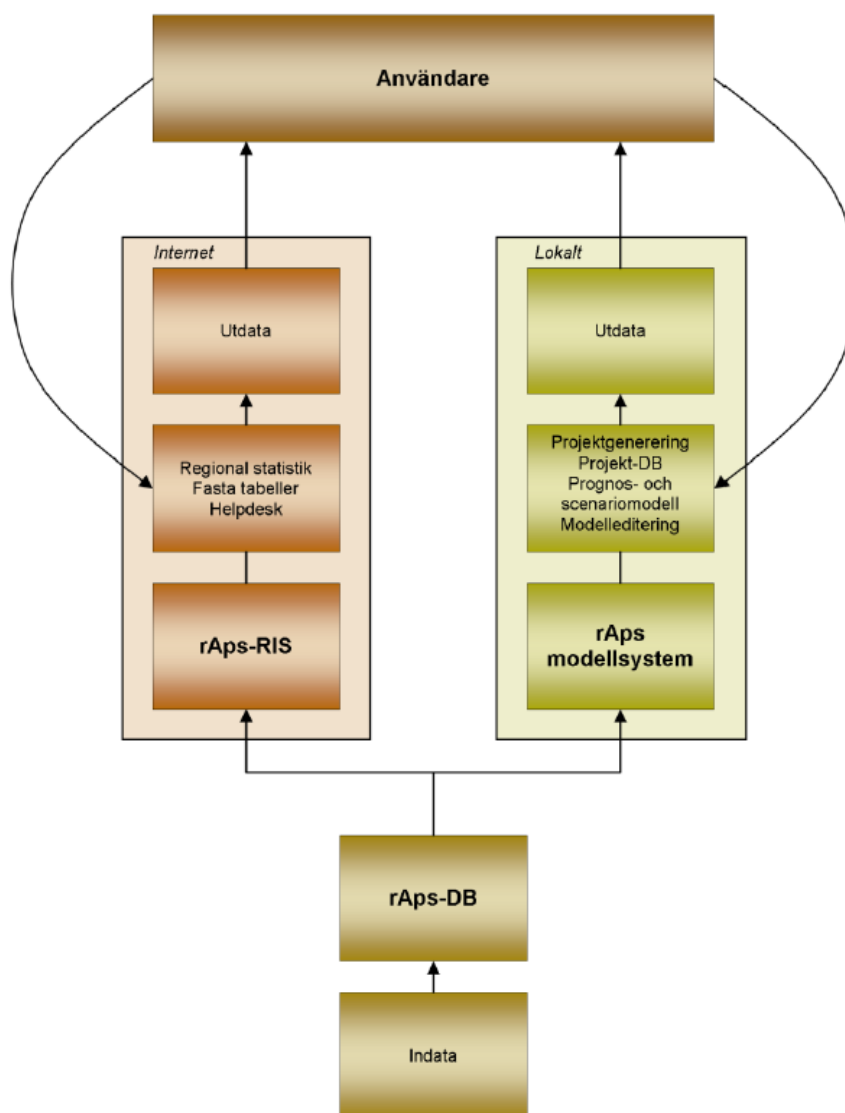 Användare
Internet
Utdata
Regional statistik
Fasta tabeller
Helpdesk
rAps-RIS
Lokalt
Utdata
Projektgenerering
Projekt-DB
Prognos- och
scenariomodell
Modelleditering
rAps
modellsystem
rAps-DB
Indata